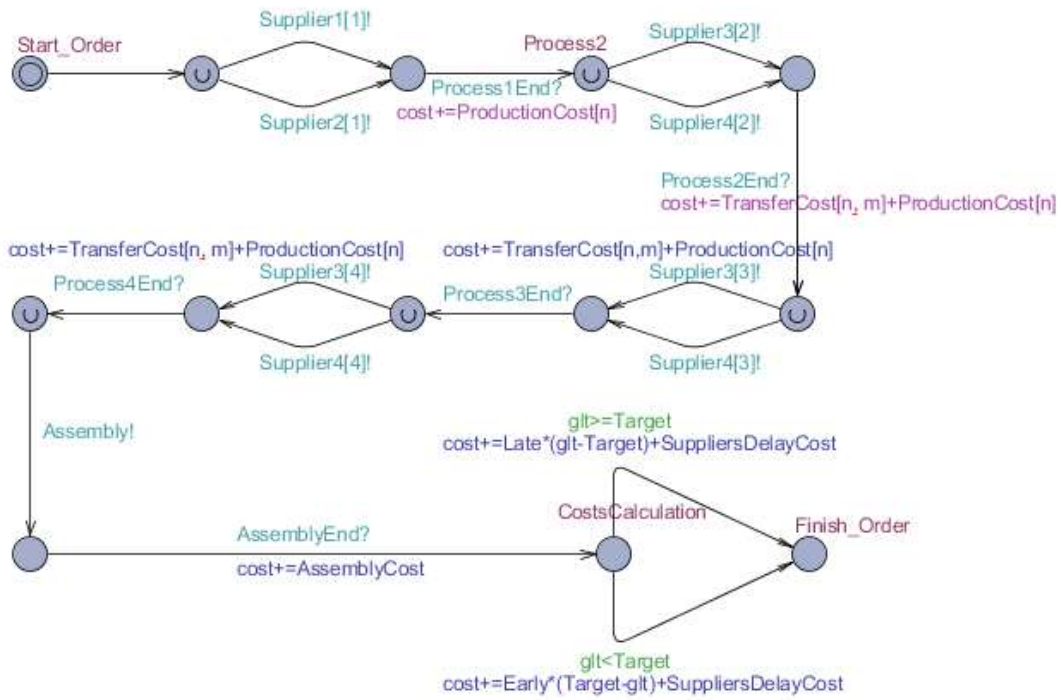 Supplier1[1]!
Start_Order
Process2
Supplier3[2]!
Process1End?
cost+=ProductionCost[n]
Supplier2[1]!
Supplier4[2]!
Process2End?
cost+=TransferCost[n, m]+ProductionCost[n]
cost+=TransferCost[n, m]+ProductionCost[n]
cost+=TransferCost[n,m]+ProductionCost[n]
Process4End?
Supplier3[4]!
Process3End?
Supplier3[3]!
Supplier4[4]!
Supplier4[3]!
Assembly!
glt>=Target
cost+=Late*(glt-Target)+SuppliersDelayCost
CostsCalculation
Finish_Order
AssemblyEnd?
cost+=AssemblyCost
glt<Target
cost+=Early*(Target-glt)+SuppliersDelayCost